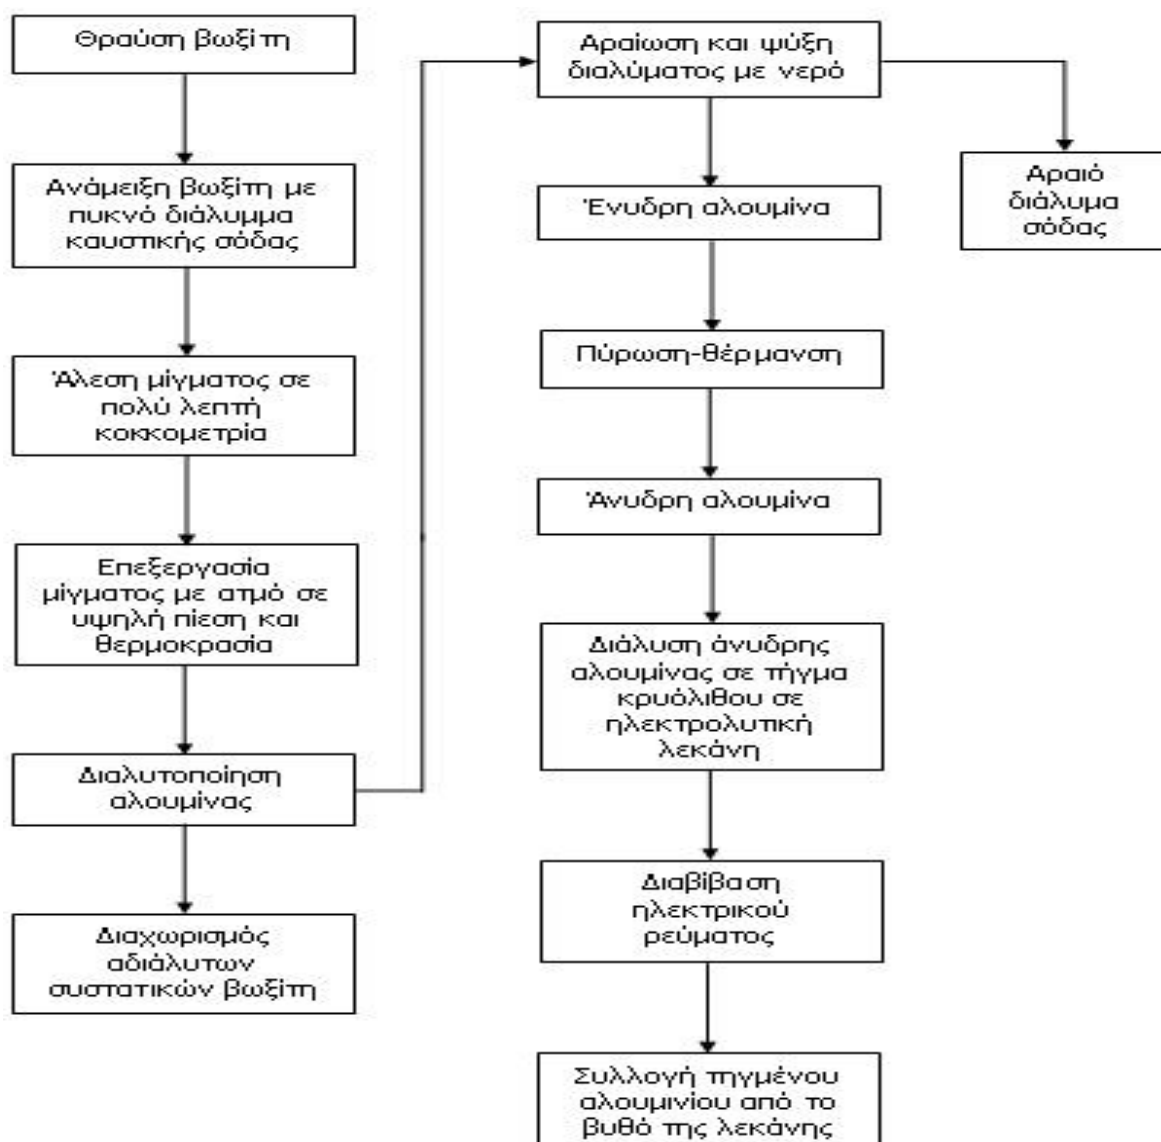 Θραύση βωξίτη
Ανάμειξη βωξίτη με
πυκνό διάλυμμα
καυστικής σόδας
Άλεση μίγματος σε
πολύ λεπτή
κοκκομετρία
Επεξεργασία
μίγματος με ατμό σε
υψηλή πίεση και
θερμοκρασία
Διαλυτοποίηση
αλουμίνας
Διαχωρισμός
αδιάλυτων
συστατικών βωξίτη
Αραίωση και ψύξη
διαλύματος με νερό
Αραιό
διάλυμα
σόδας
Ένυδρη αλουμίνα
Πύρωση-θέρμανση
Άνυδρη αλουμίνα
Διάλυση άνυδρης
αλουμίνας σε τήγμα
κρυόλιθου σε
ηλεκτρολυτική
λεκάνη
Διαβίβαση
ηλεκτρικού
ρεύματος
Συλλογή τηγμένου
αλουμινίου από το
βυθό της λεκάνης